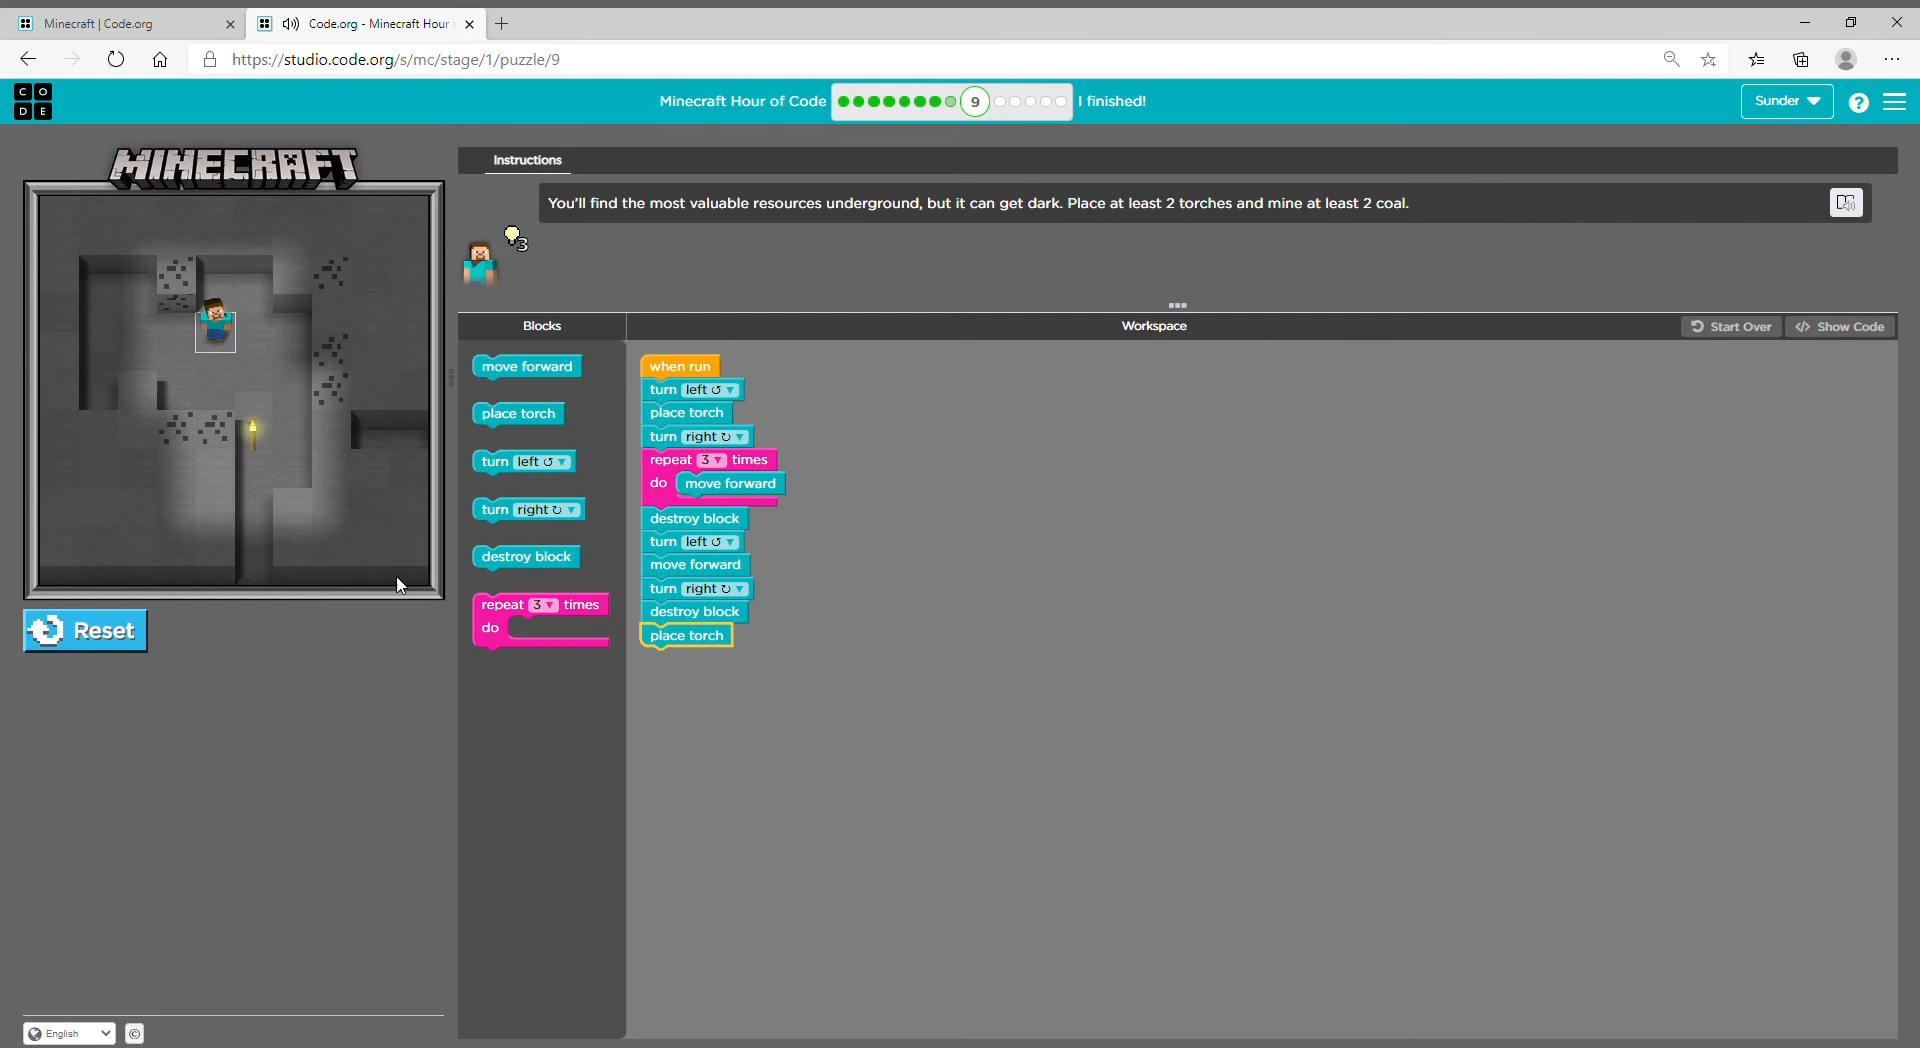 Minecraft | Code.org
Code.org - Minecraft Hour
https://studio.code.org/s/mc/stage/1/puzzle/9
C O
D E
Minecraft Hour of Code
9
I finished!
Sunder
?
MINECRAFT
Instructions
You'll find the most valuable resources underground, but it can get dark. Place at least 2 torches and mine at least 2 coal.
3
Blocks
Workspace
Start Over
</> Show Code
move forward
place torch
turn left ↺ ▼
turn right ↻ ▼
destroy block
repeat 3 ▼ times
do
when run
turn left ↺ ▼
place torch
turn right ↻ ▼
repeat 3 ▼ times
do move forward
destroy block
turn left ↺ ▼
move forward
turn right ↻ ▼
destroy block
place torch
Reset
English
©